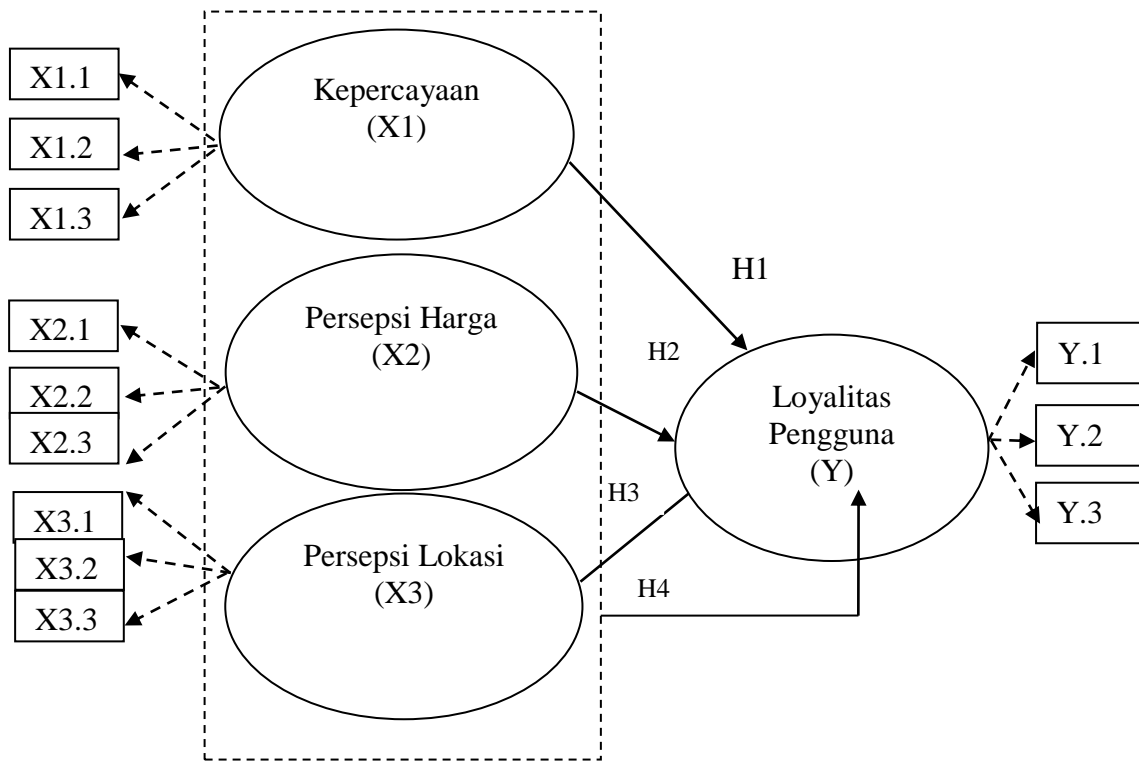 X1.1
X1.2
X1.3
Kepercayaan
(X1)
H1
X2.1
X2.2
X2.3
Persepsi Harga
(X2)
H2
Loyalitas
Pengguna
(Y)
Y.1
Y.2
Y.3
X3.1
X3.2
X3.3
Persepsi Lokasi
(X3)
H3
H4